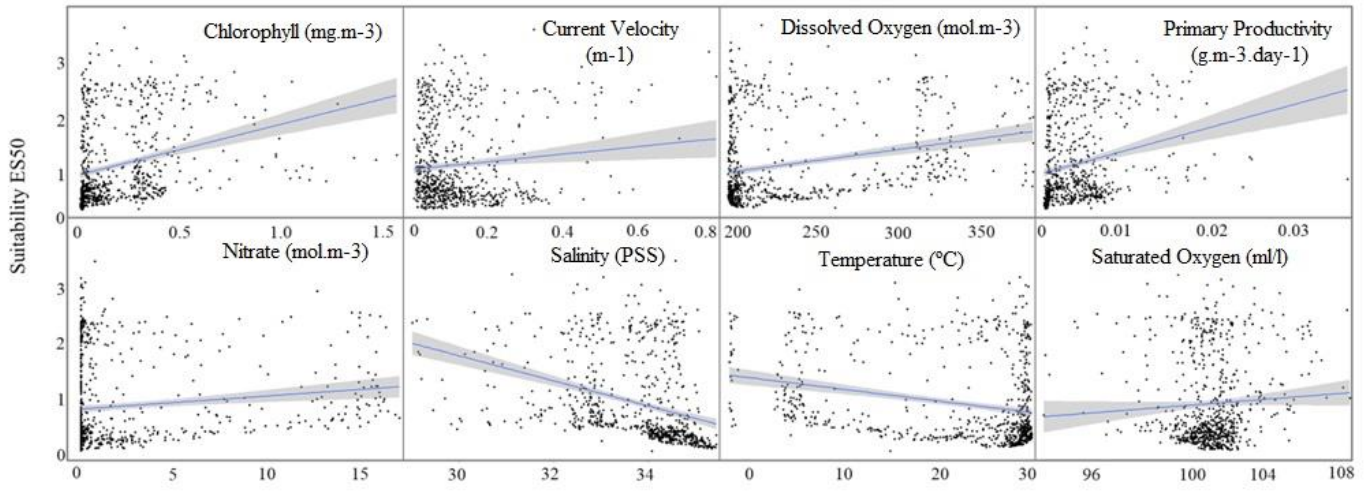 Suitability ES50
Chlorophyll (mg.m-3)
Current Velocity
(m-1)
Dissolved Oxygen (mol.m-3)
Primary Productivity
(g.m-3.day-1)
3
2
1
0
0 0.5 1.0 1.5
0 0.2 0.4 0.6 0.8
200 250 300 350
0 0.01 0.02 0.03
Nitrate (mol.m-3)
Salinity (PSS)
Temperature (ºC)
Saturated Oxygen (ml/l)
3
2
1
0
0 5 10 15
30 32 34
0 10 20 30
96 100 104 108